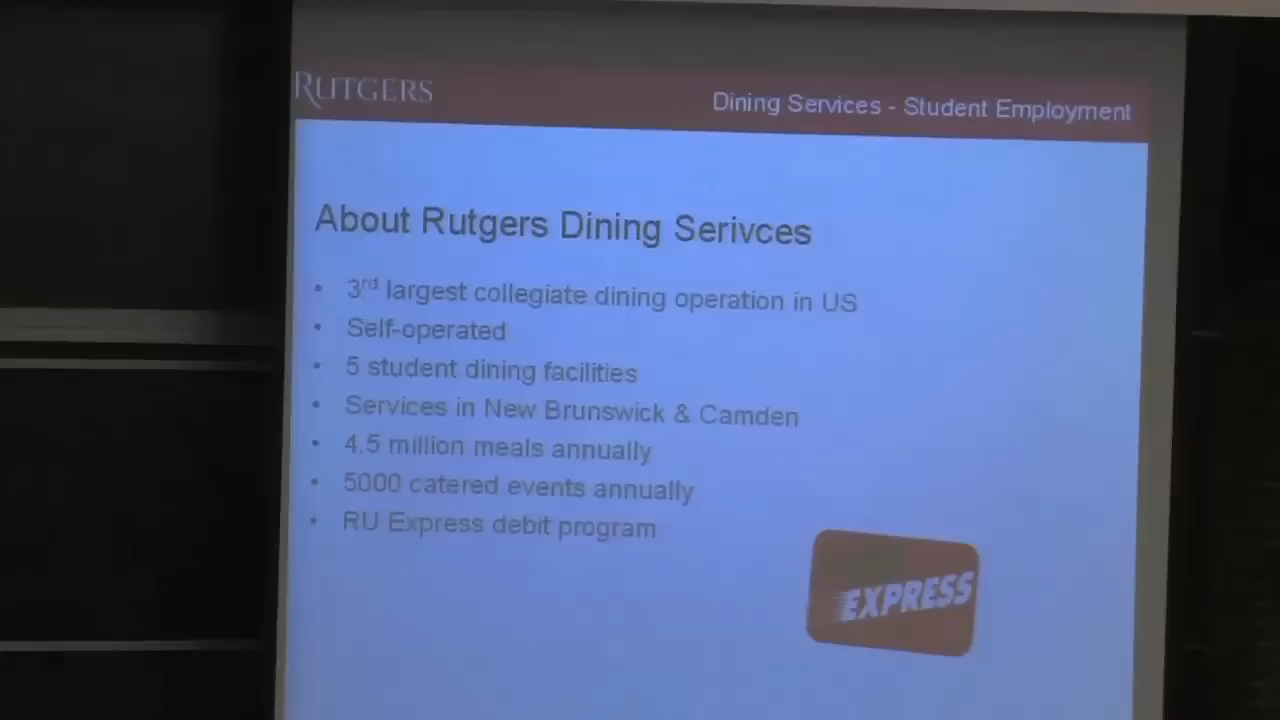 RUTGERS
Dining Services - Student Employment
About Rutgers Dining Serivces
• 3rd largest collegiate dining operation in US
• Self-operated
• 5 student dining facilities
• Services in New Brunswick & Camden
• 4.5 million meals annually
• 5000 catered events annually
• RU Express debit program
EXPRESS